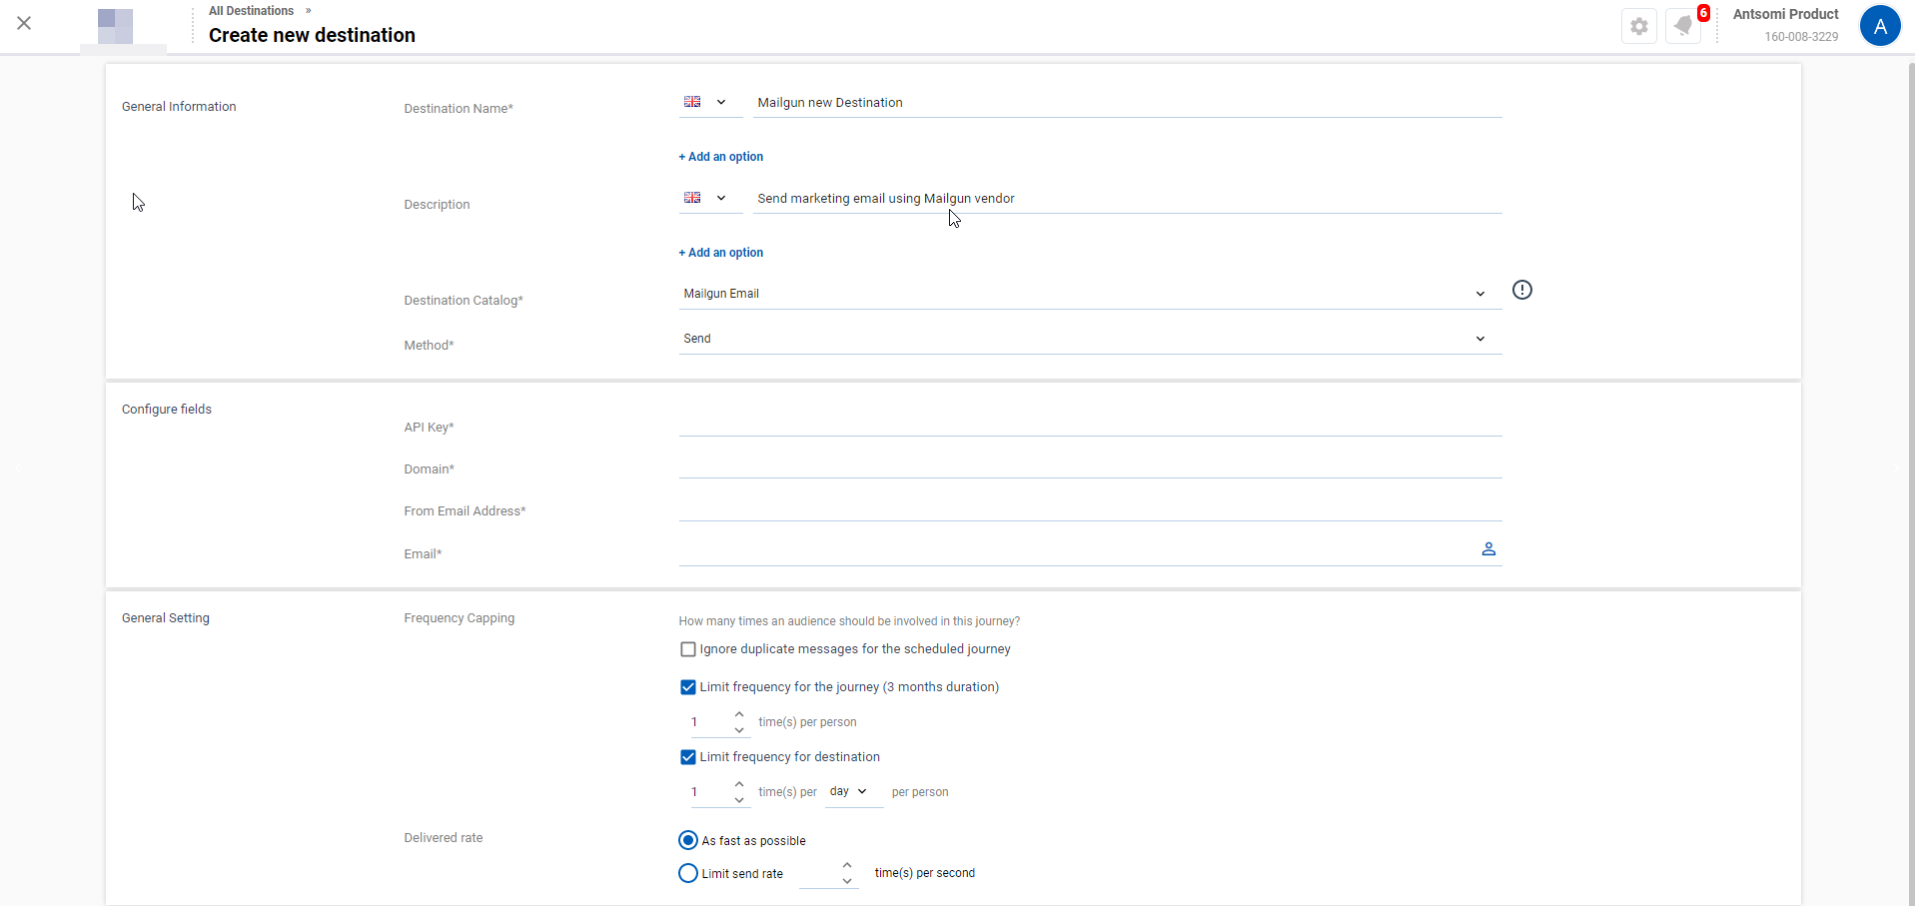 All Destinations »
Create new destination
6
Antsomi Product
160-008-3229
A
General Information
Destination Name*
Mailgun new Destination
+ Add an option
Description
Send marketing email using Mailgun vendor
+ Add an option
Destination Catalog*
Mailgun Email
Method*
Send
Configure fields
API Key*
Domain*
From Email Address*
Email*
General Setting
Frequency Capping
How many times an audience should be involved in this journey?
Ignore duplicate messages for the scheduled journey
Limit frequency for the journey (3 months duration)
1 time(s) per person
Limit frequency for destination
1 time(s) per day per person
Delivered rate
As fast as possible
Limit send rate time(s) per second